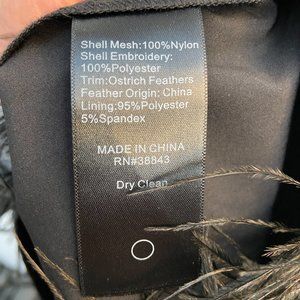 Shell Mesh:100%Nylon
Shell Embroidery:
100%Polyester
Trim:Ostrich Feathers
Feather Origin: China
Lining:95%Polyester
5%Spandex
MADE IN CHINA
RN#38843
Dry Clean